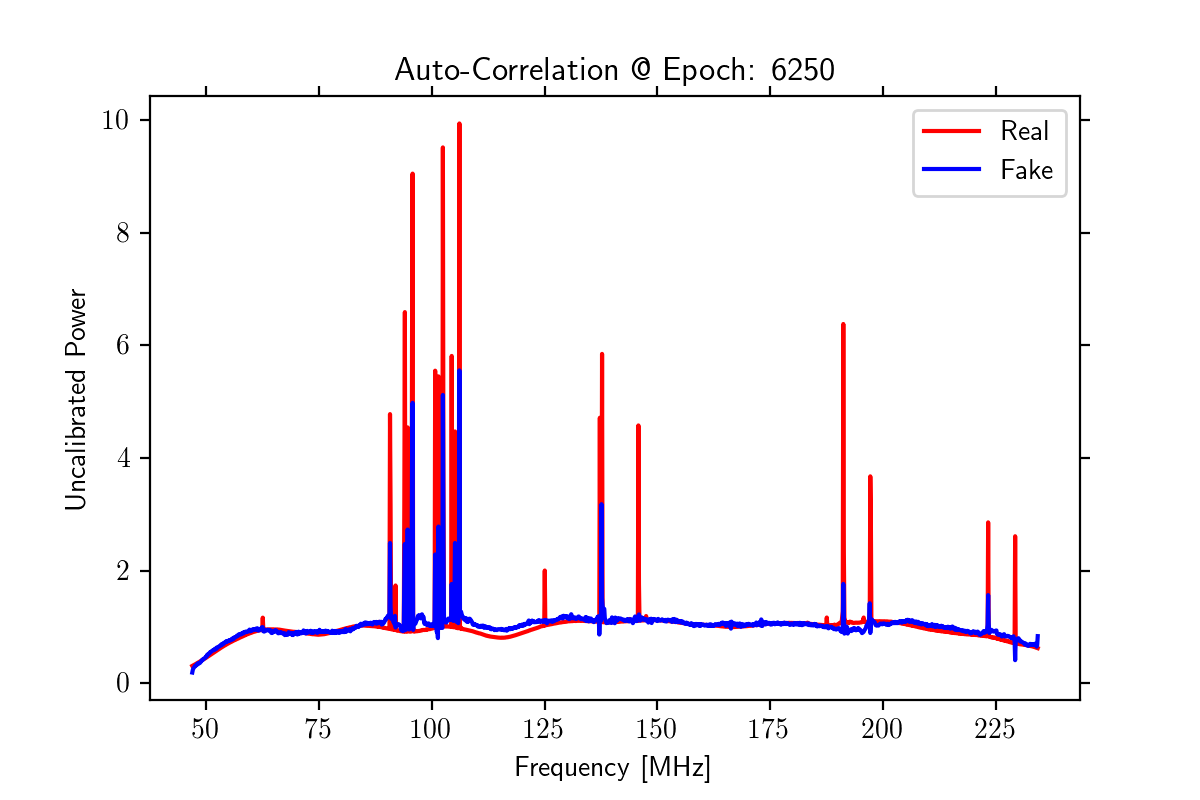 Auto-Correlation @ Epoch: 6250
Real
Fake
10
8
6
4
2
0
Uncalibrated Power
50 75 100 125 150 175 200 225
Frequency [MHz]